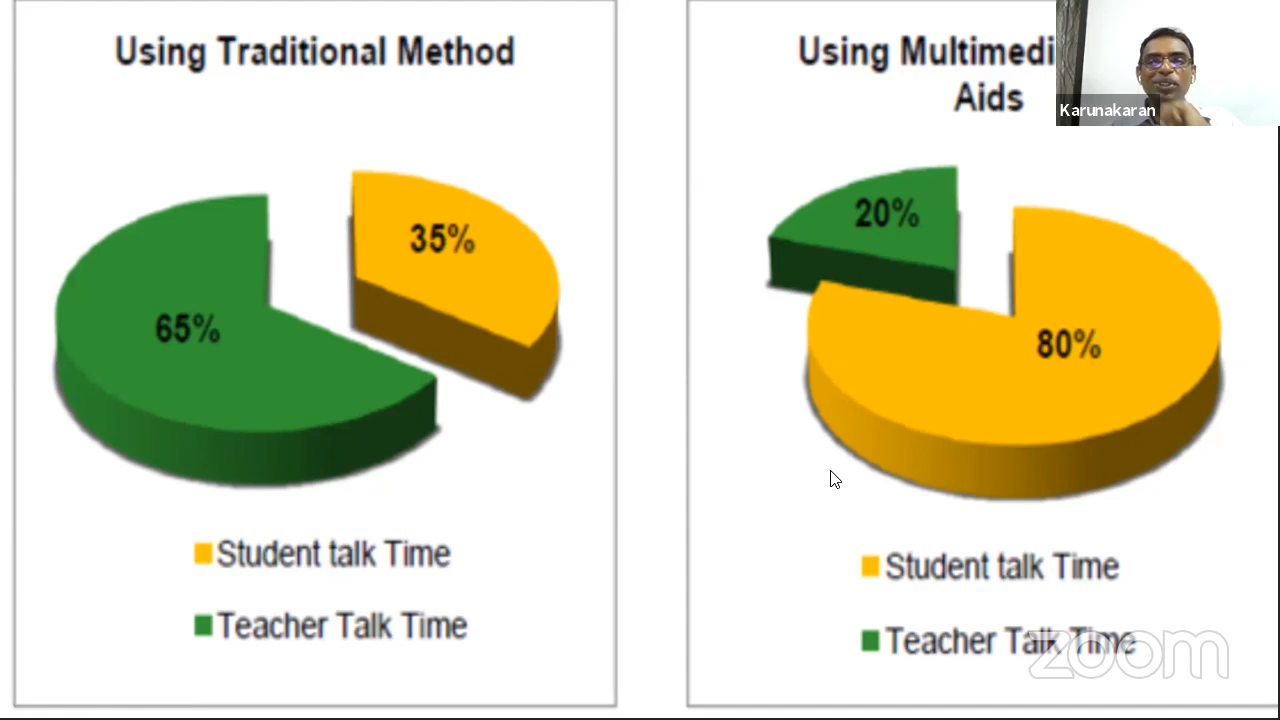 Using Traditional Method
35%
65%
Student talk Time
Teacher Talk Time
Using Multimedi
Aids
20%
80%
Student talk Time
Teacher Talk Time
Karunakaran
zoom